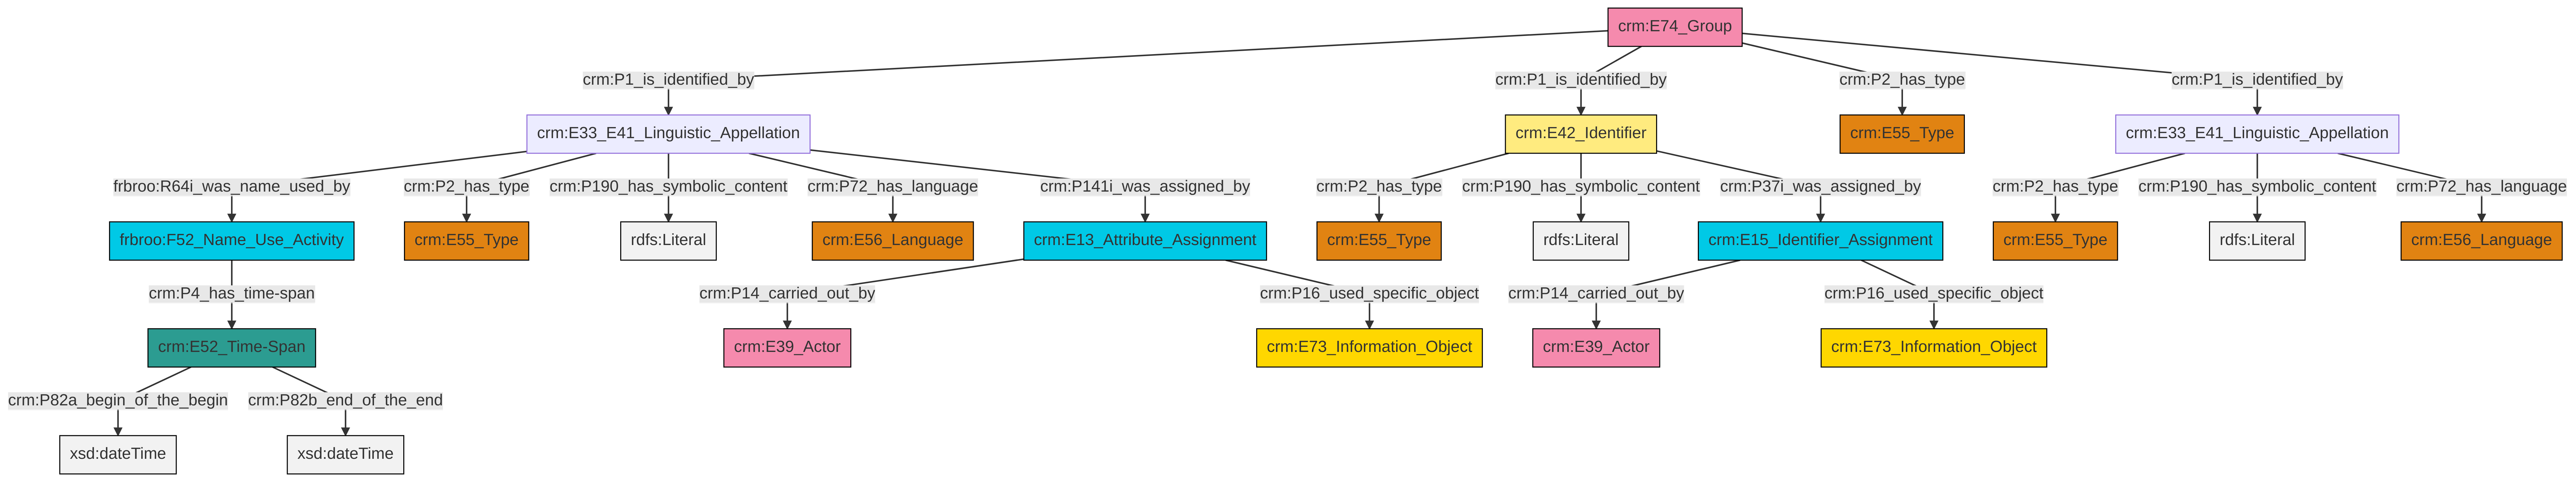 crm:E74_Group
crm:P1_is_identified_by
crm:P1_is_identified_by
crm:P2_has_type
crm:P1_is_identified_by
crm:E33_E41_Linguistic_Appellation
crm:E42_Identifier
crm:E55_Type
crm:E33_E41_Linguistic_Appellation
frbroo:R64i_was_name_used_by
crm:P2_has_type
crm:P190_has_symbolic_content
crm:P72_has_language
crm:P141i_was_assigned_by
crm:P2_has_type
crm:P190_has_symbolic_content
crm:P37i_was_assigned_by
crm:P2_has_type
crm:P190_has_symbolic_content
crm:P72_has_language
frbroo:F52_Name_Use_Activity
crm:E55_Type
rdfs:Literal
crm:E56_Language
crm:E13_Attribute_Assignment
crm:E55_Type
rdfs:Literal
crm:E15_Identifier_Assignment
crm:E55_Type
rdfs:Literal
crm:E56_Language
crm:P4_has_time-span
crm:P14_carried_out_by
crm:P16_used_specific_object
crm:P14_carried_out_by
crm:P16_used_specific_object
crm:E52_Time-Span
crm:E39_Actor
crm:E73_Information_Object
crm:E39_Actor
crm:E73_Information_Object
crm:P82a_begin_of_the_begin
crm:P82b_end_of_the_end
xsd:dateTime
xsd:dateTime